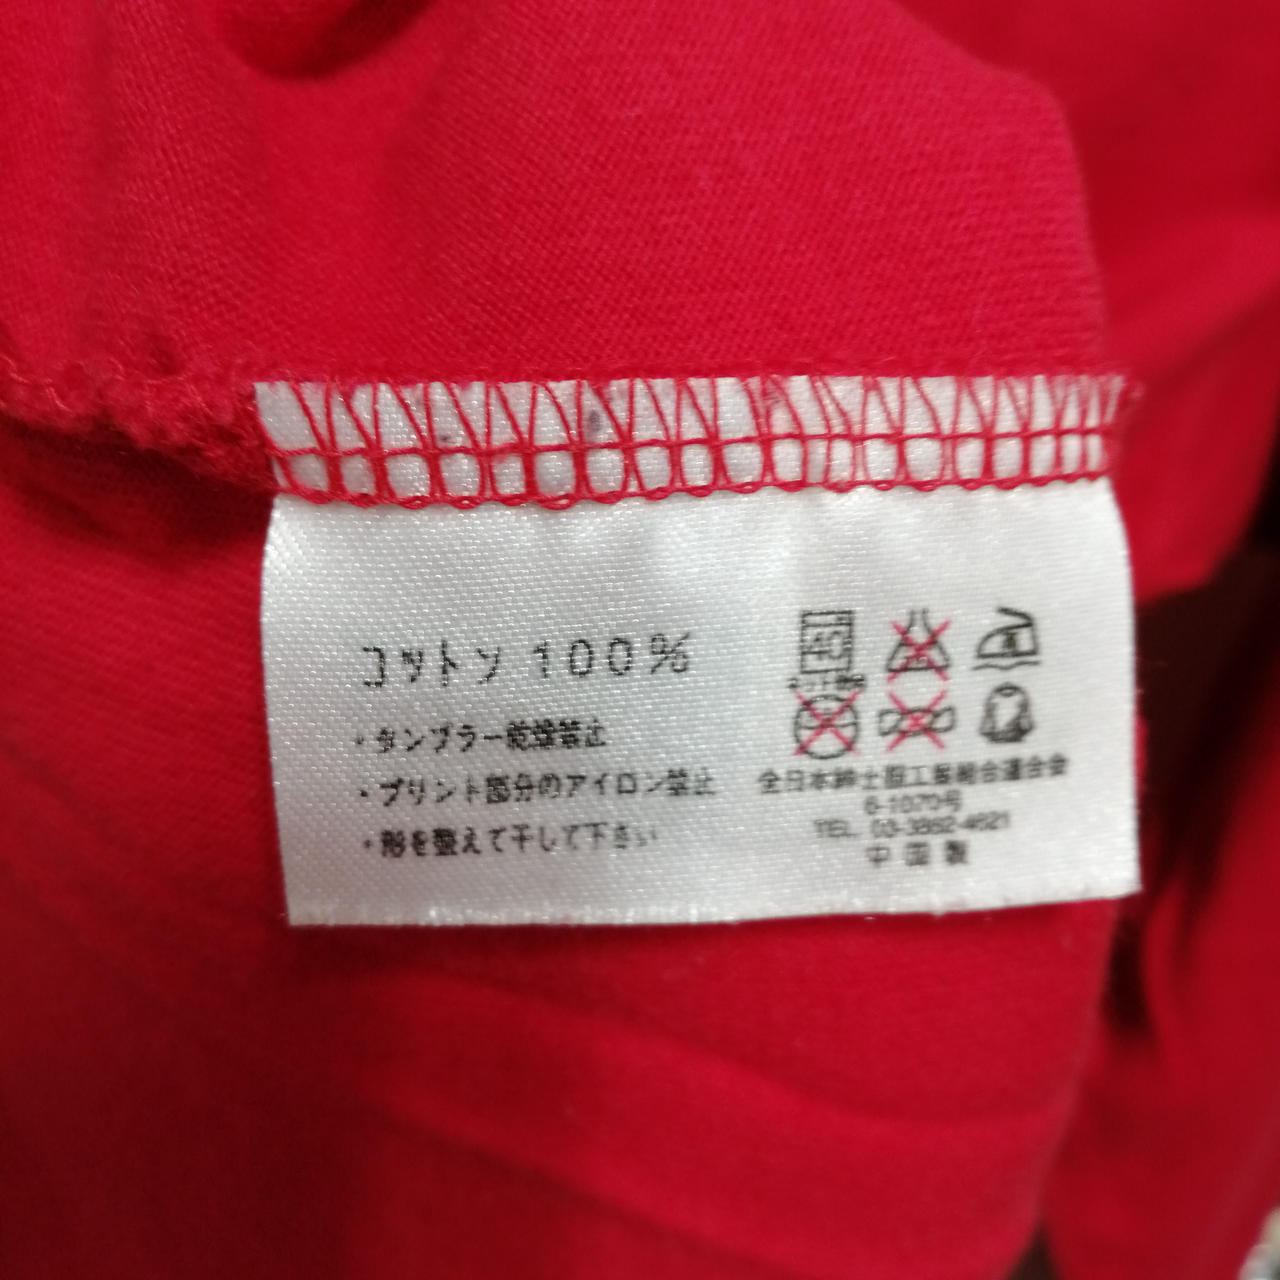 コットン 100%
・タンブラー乾燥禁止
・プリント部分のアイロン禁止
・形を整えて干して下さい
45
全日本紳士服工業組合連合会
6-1070号
TEL 03-3862-4621
中国製